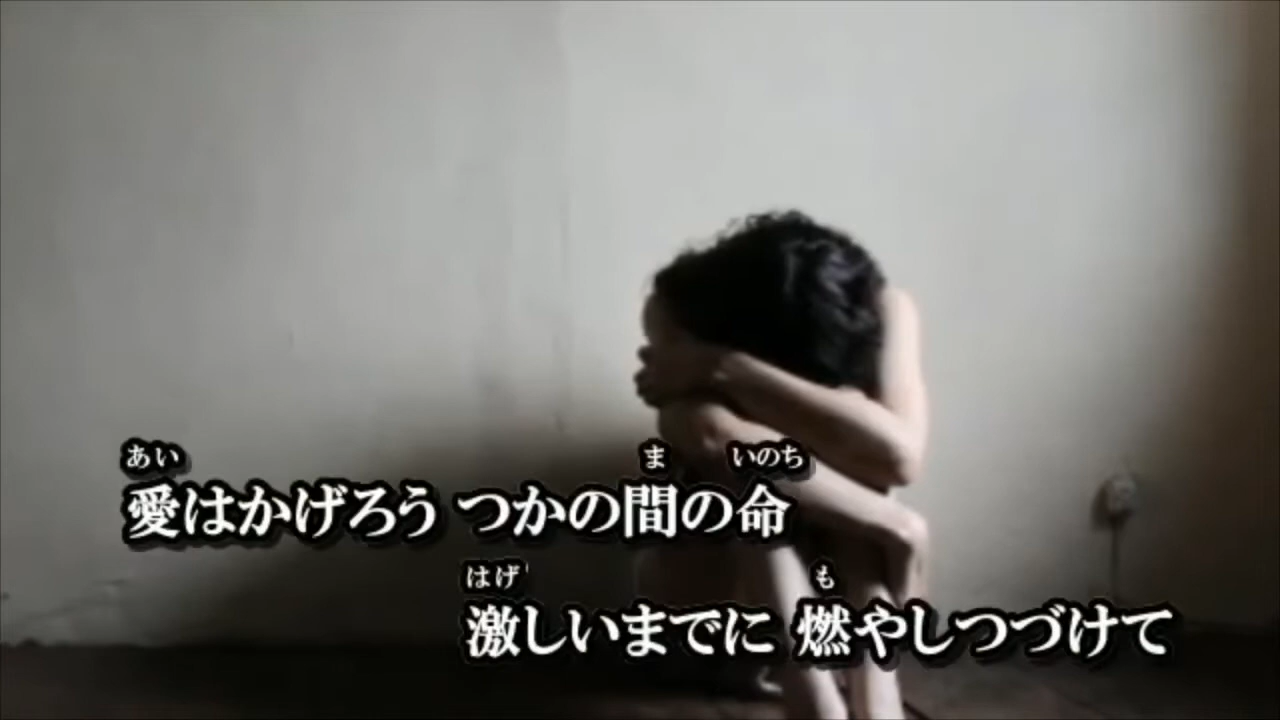 あい ま いのち
愛はかげろう つかの間の命
はげ も
激しいまでに 燃やしつづけて